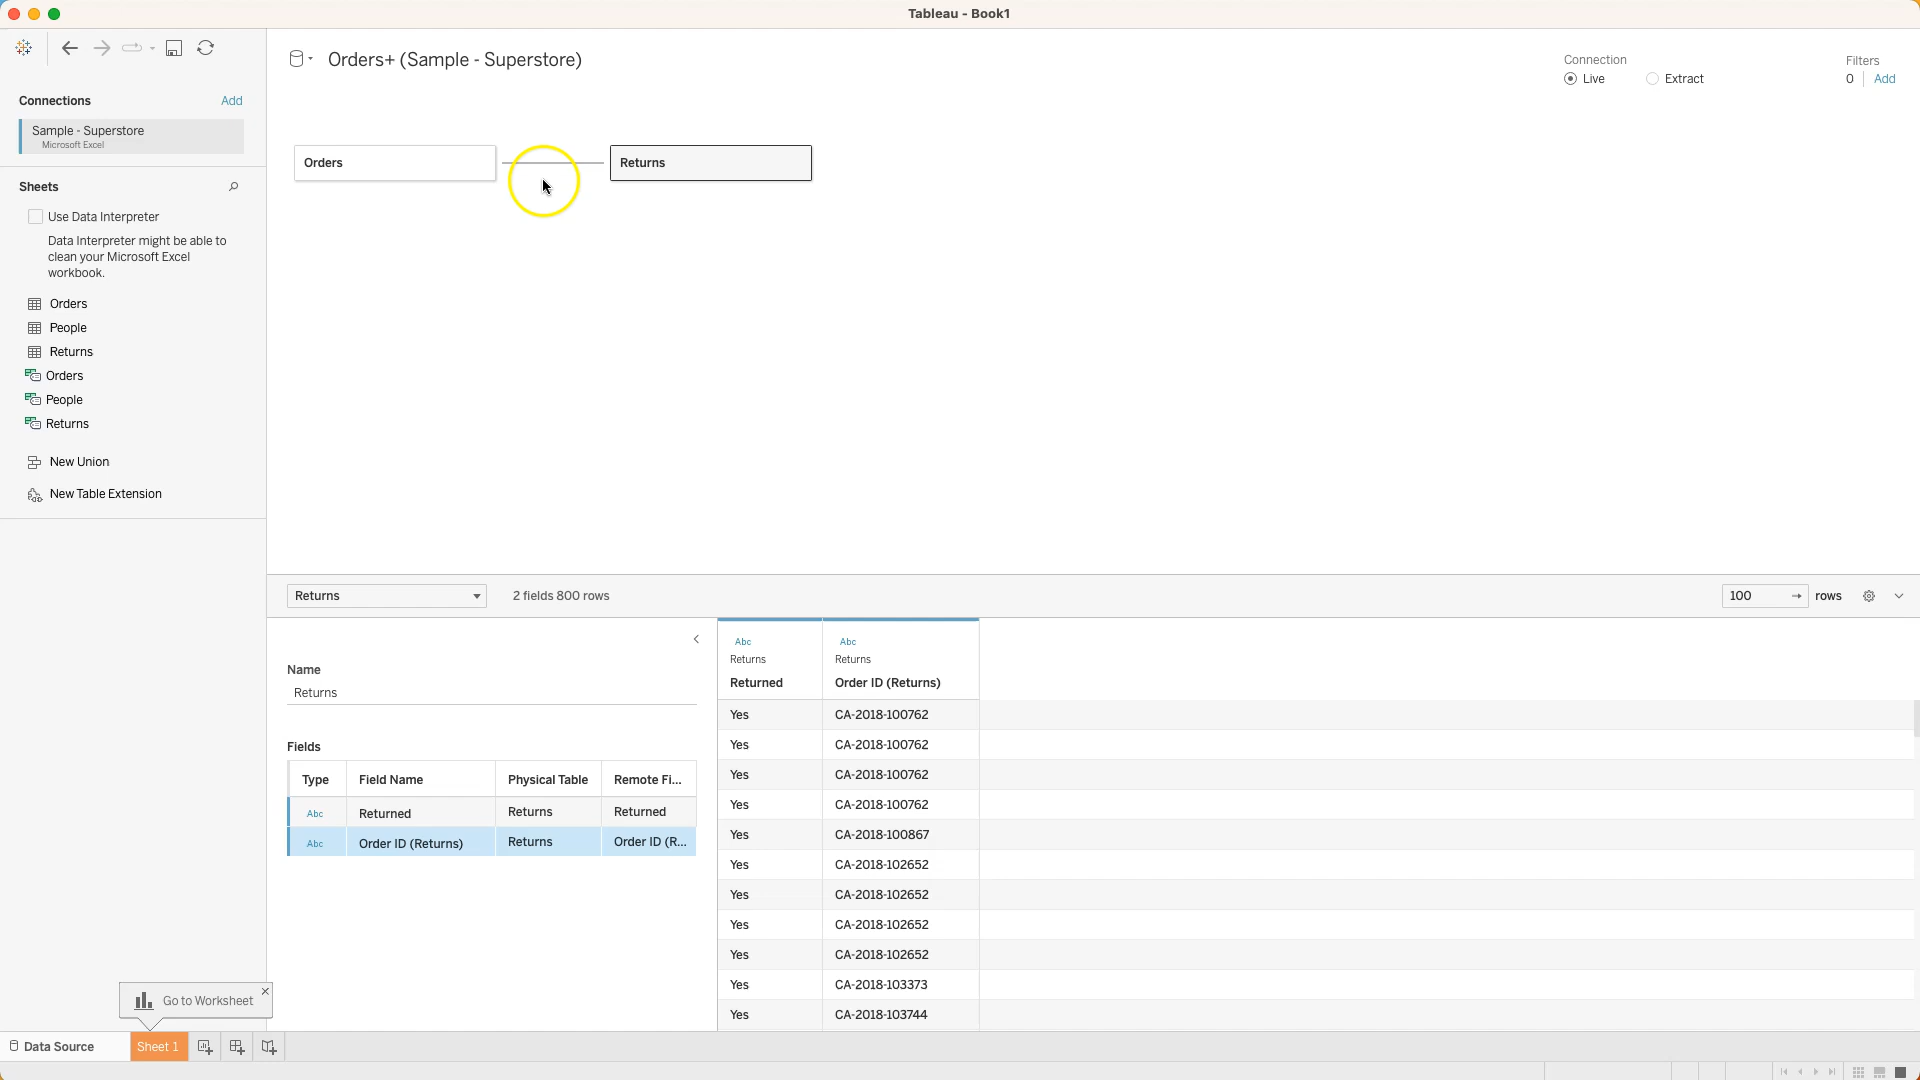 Tableau - Book1
Orders+ (Sample - Superstore)
Connection
Live
Extract
Filters
0
Add
Connections
Add
Sample - Superstore
Microsoft Excel
Sheets
Use Data Interpreter
Data Interpreter might be able to
clean your Microsoft Excel
workbook.
Orders
People
Returns
Orders
People
Returns
New Union
New Table Extension
Orders
Returns
Returns
2 fields 800 rows
100
rows
Name
Returns
Fields
Type Field Name Physical Table Remote Fi...
Abc Returned Returns Returned
Abc Order ID (Returns) Returns Order ID (R...
Abc Abc
Returns Returns
Returned Order ID (Returns)
Yes CA-2018-100762
Yes CA-2018-100762
Yes CA-2018-100762
Yes CA-2018-100762
Yes CA-2018-100867
Yes CA-2018-102652
Yes CA-2018-102652
Yes CA-2018-102652
Yes CA-2018-102652
Yes CA-2018-103373
Yes CA-2018-103744
Go to Worksheet
Data Source
Sheet 1